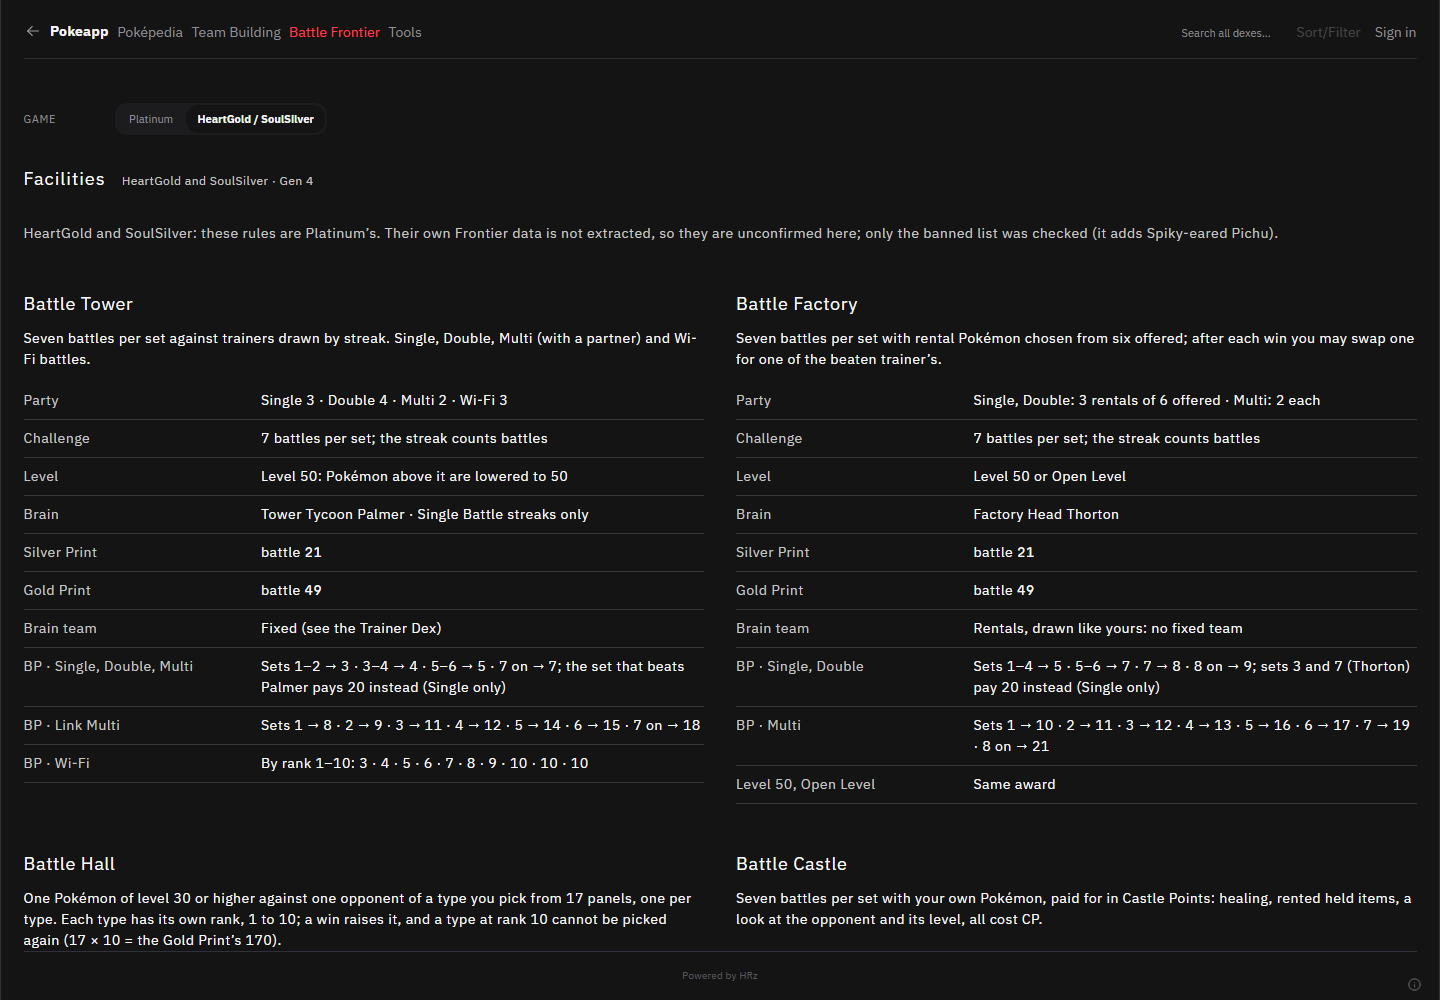 ← Pokeapp Poképedia Team Building Battle Frontier Tools Search all dexes... Sort/Filter Sign in
GAME Platinum HeartGold / SoulSilver
Facilities HeartGold and SoulSilver · Gen 4
HeartGold and SoulSilver: these rules are Platinum’s. Their own Frontier data is not extracted, so they are unconfirmed here; only the banned list was checked (it adds Spiky-eared Pichu).
Battle Tower
Seven battles per set against trainers drawn by streak. Single, Double, Multi (with a partner) and Wi-
Fi battles.
Party Single 3 · Double 4 · Multi 2 · Wi-Fi 3
Challenge 7 battles per set; the streak counts battles
Level Level 50: Pokémon above it are lowered to 50
Brain Tower Tycoon Palmer · Single Battle streaks only
Silver Print battle 21
Gold Print battle 49
Brain team Fixed (see the Trainer Dex)
BP · Single, Double, Multi Sets 1–2 → 3 · 3–4 → 4 · 5–6 → 5 · 7 on → 7; the set that beats
Palmer pays 20 instead (Single only)
BP · Link Multi Sets 1 → 8 · 2 → 9 · 3 → 11 · 4 → 12 · 5 → 14 · 6 → 15 · 7 on → 18
BP · Wi-Fi By rank 1–10: 3 · 4 · 5 · 6 · 7 · 8 · 9 · 10 · 10 · 10
Battle Factory
Seven battles per set with rental Pokémon chosen from six offered; after each win you may swap one
for one of the beaten trainer’s.
Party Single, Double: 3 rentals of 6 offered · Multi: 2 each
Challenge 7 battles per set; the streak counts battles
Level Level 50 or Open Level
Brain Factory Head Thorton
Silver Print battle 21
Gold Print battle 49
Brain team Rentals, drawn like yours: no fixed team
BP · Single, Double Sets 1–4 → 5 · 5–6 → 7 · 7 → 8 · 8 on → 9; sets 3 and 7 (Thorton)
pay 20 instead (Single only)
BP · Multi Sets 1 → 10 · 2 → 11 · 3 → 12 · 4 → 13 · 5 → 16 · 6 → 17 · 7 → 19
· 8 on → 21
Level 50, Open Level Same award
Battle Hall
One Pokémon of level 30 or higher against one opponent of a type you pick from 17 panels, one per
type. Each type has its own rank, 1 to 10; a win raises it, and a type at rank 10 cannot be picked
again (17 × 10 = the Gold Print’s 170).
Battle Castle
Seven battles per set with your own Pokémon, paid for in Castle Points: healing, rented held items, a
look at the opponent and its level, all cost CP.
Powered by HRz